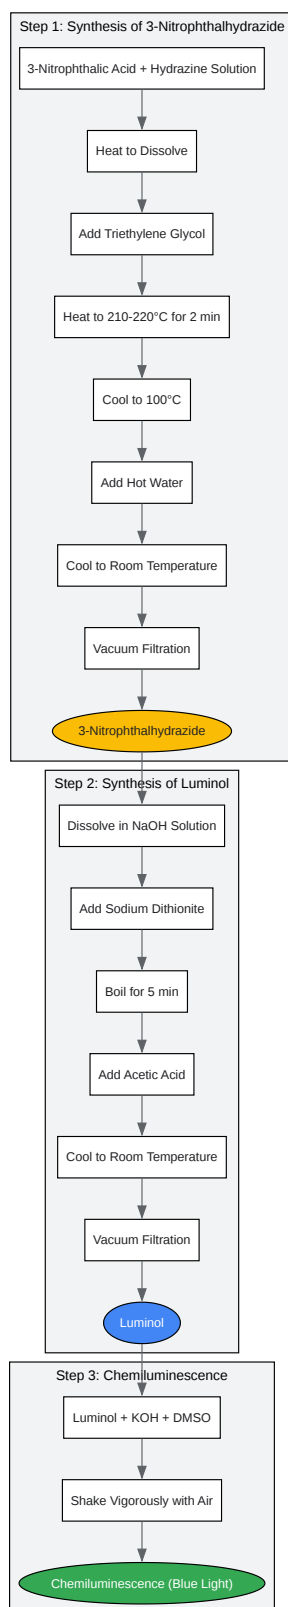 Step 1: Synthesis of 3-Nitrophthalhydrazide
3-Nitrophthalic Acid + Hydrazine Solution
Heat to Dissolve
Add Triethylene Glycol
Heat to 210-220°C for 2 min
Cool to 100°C
Add Hot Water
Cool to Room Temperature
Vacuum Filtration
3-Nitrophthalhydrazide
Step 2: Synthesis of Luminol
Dissolve in NaOH Solution
Add Sodium Dithionite
Boil for 5 min
Add Acetic Acid
Cool to Room Temperature
Vacuum Filtration
Luminol
Step 3: Chemiluminescence
Luminol + KOH + DMSO
Shake Vigorously with Air
Chemiluminescence (Blue Light)